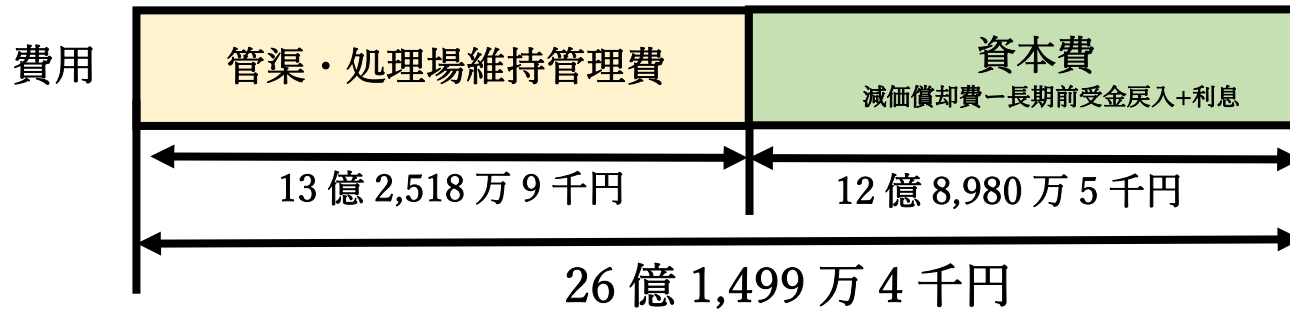 費用
管渠・処理場維持管理費
資本費
減価償却費ー長期前受金戻入+利息
13 億 2,518 万 9 千円
12 億 8,980 万 5 千円
26 億 1,499 万 4 千円